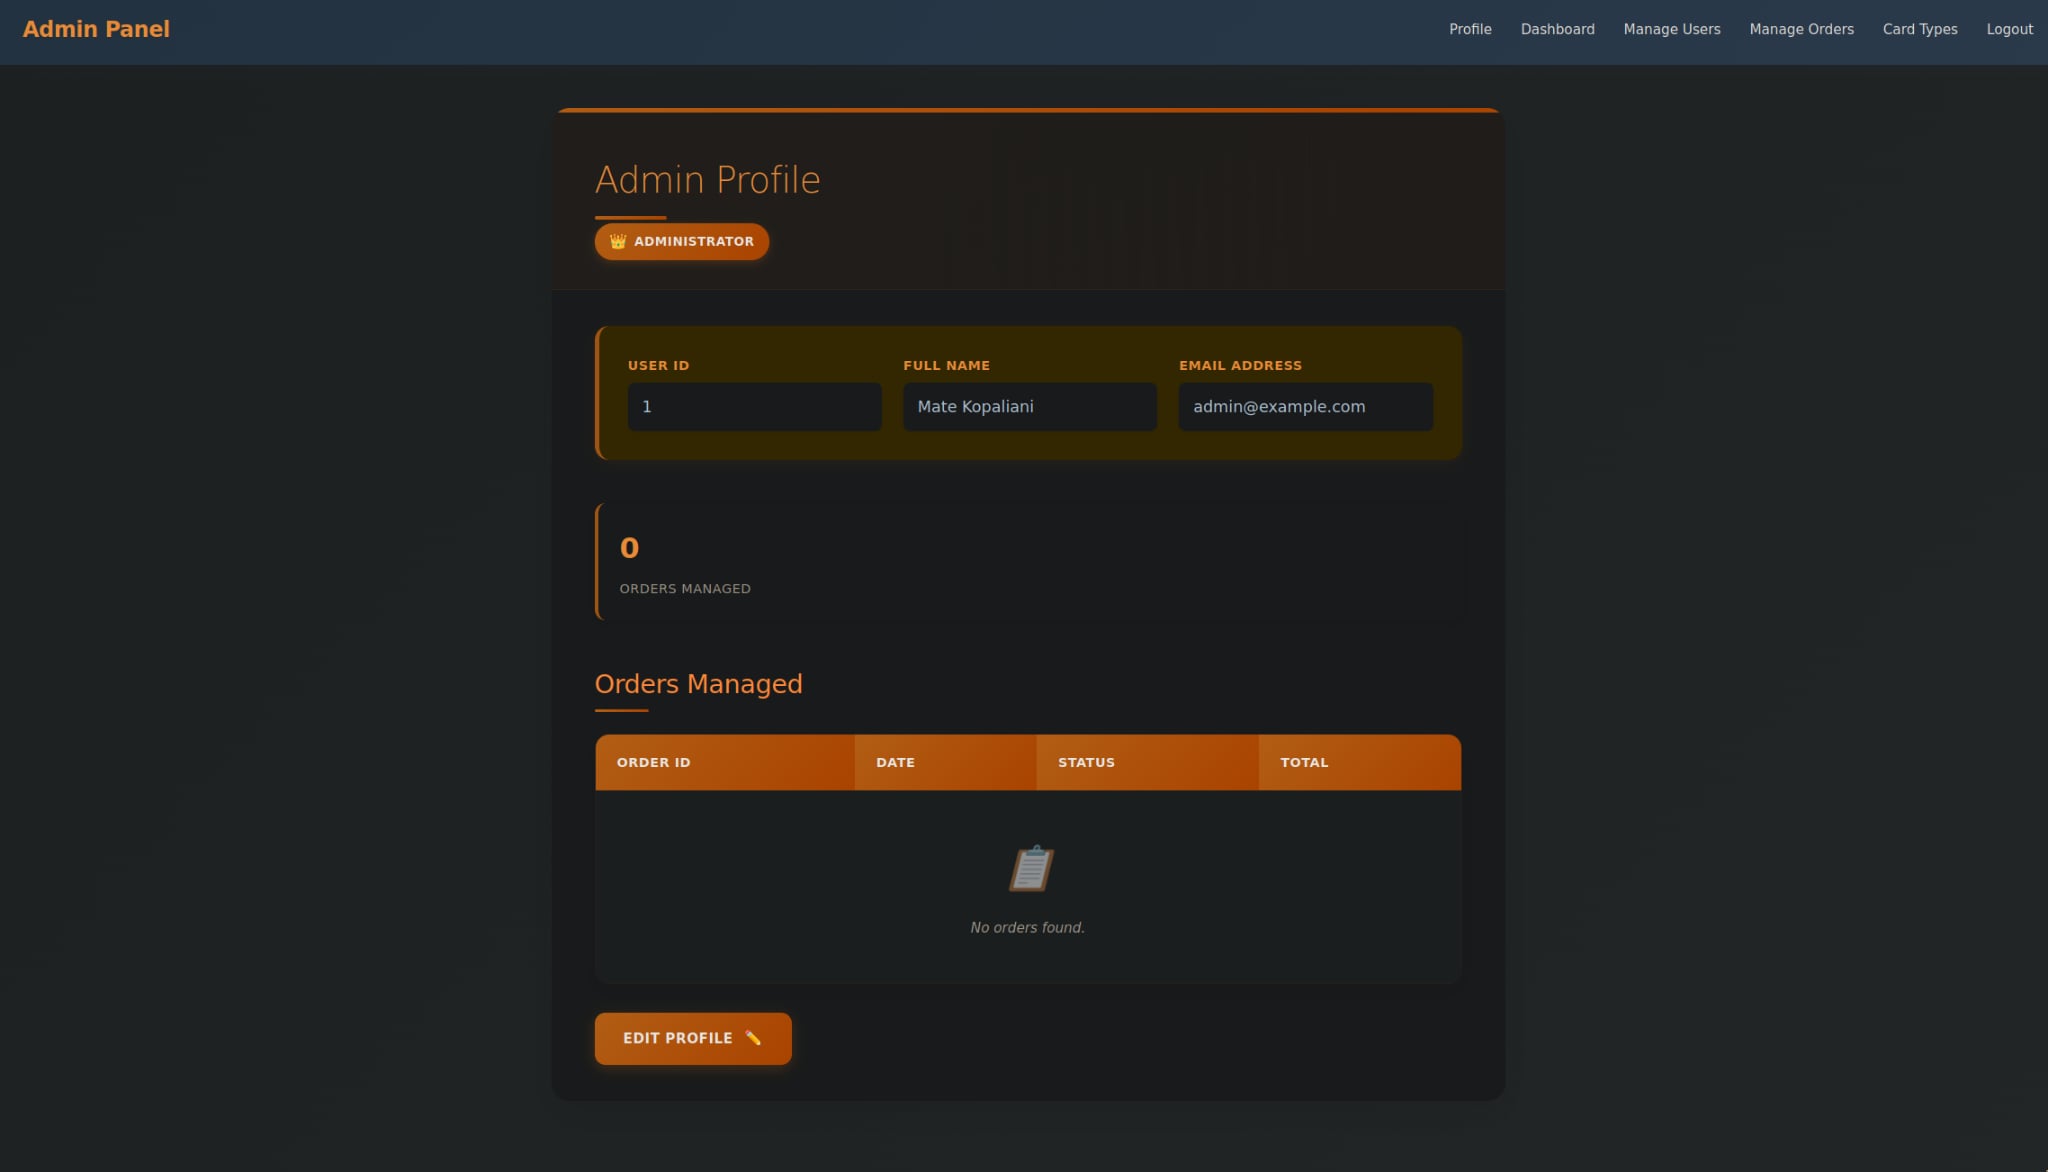 Admin Panel
Profile Dashboard Manage Users Manage Orders Card Types Logout
Admin Profile
ADMINISTRATOR
USER ID FULL NAME EMAIL ADDRESS
1 Mate Kopaliani admin@example.com
0
ORDERS MANAGED
Orders Managed
ORDER ID DATE STATUS TOTAL
No orders found.
EDIT PROFILE